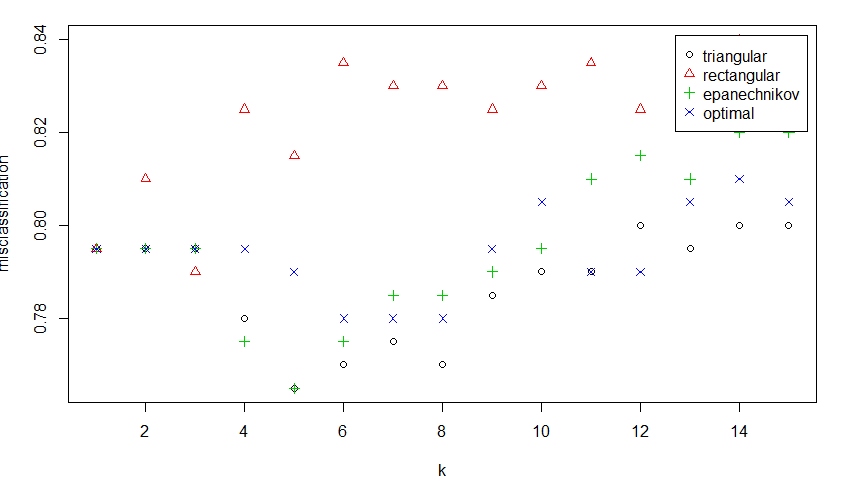 misclassification
0.84
0.82
0.80
0.78
2 4 6 8 10 12 14
k
triangular
rectangular
epanechnikov
optimal